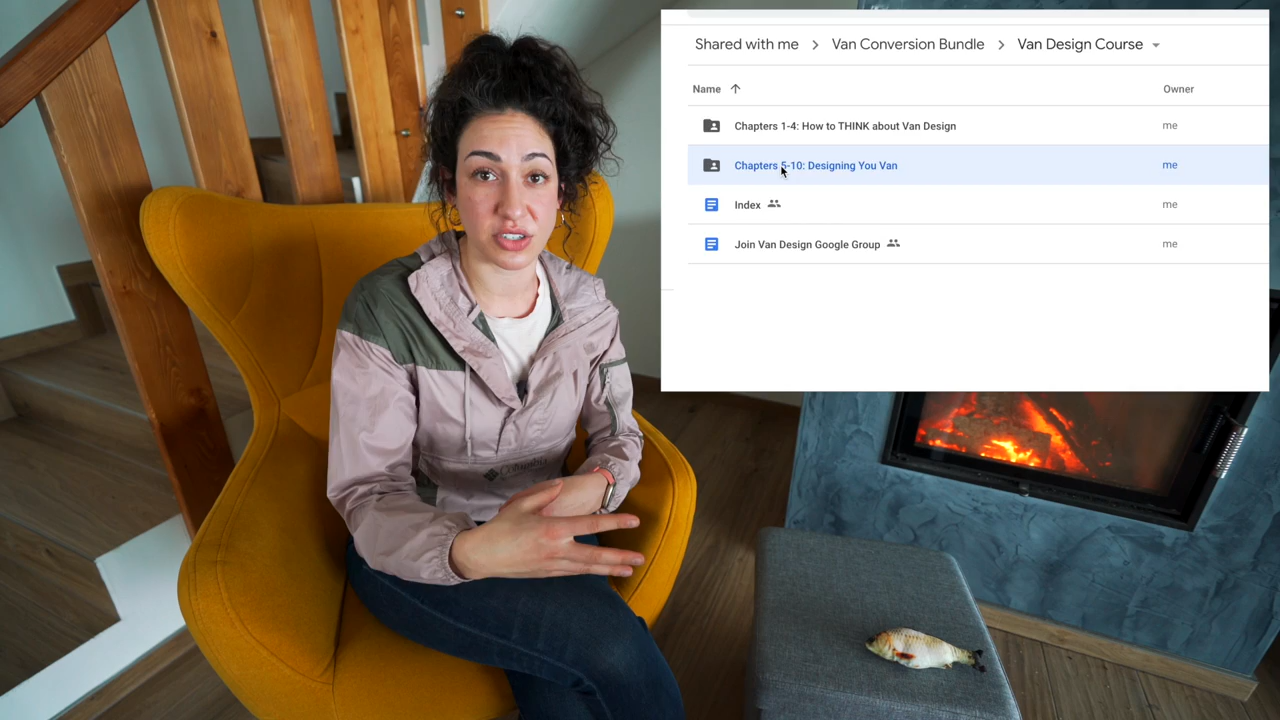 Shared with me > Van Conversion Bundle > Van Design Course
Name Owner
Chapters 1-4: How to THINK about Van Design me
Chapters 5-10: Designing You Van me
Index me
Join Van Design Google Group me
Columbia